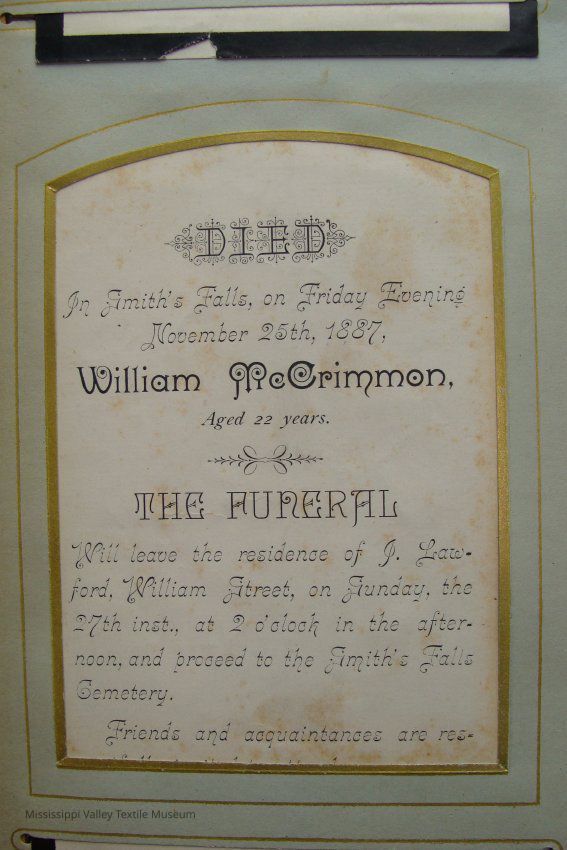 DIED
In Smith's Falls, on Friday Evening
November 25th, 1887,
William McCrimmon,
Aged 22 years.
THE FUNERAL
Will leave the residence of J. Law-
ford, William Street, on Sunday, the
27th inst., at 2 o'clock in the after-
noon, and proceed to the Smith's Falls
Cemetery.
Friends and acquaintances are res-
Mississippi Valley Textile Museum